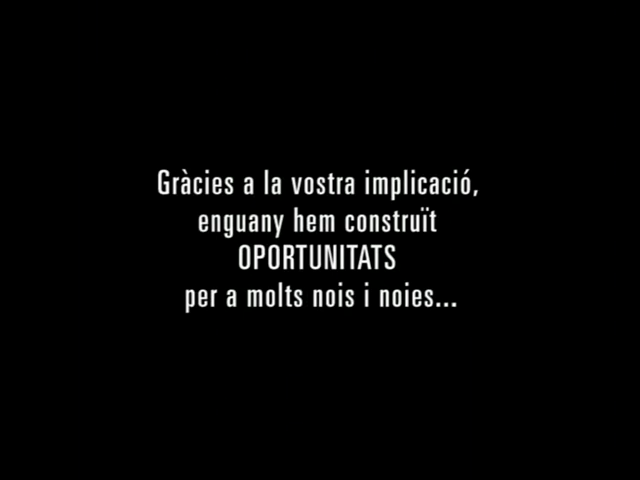 Gràcies a la vostra implicació,
enguany hem construït
OPORTUNITATS
per a molts nois i noies...